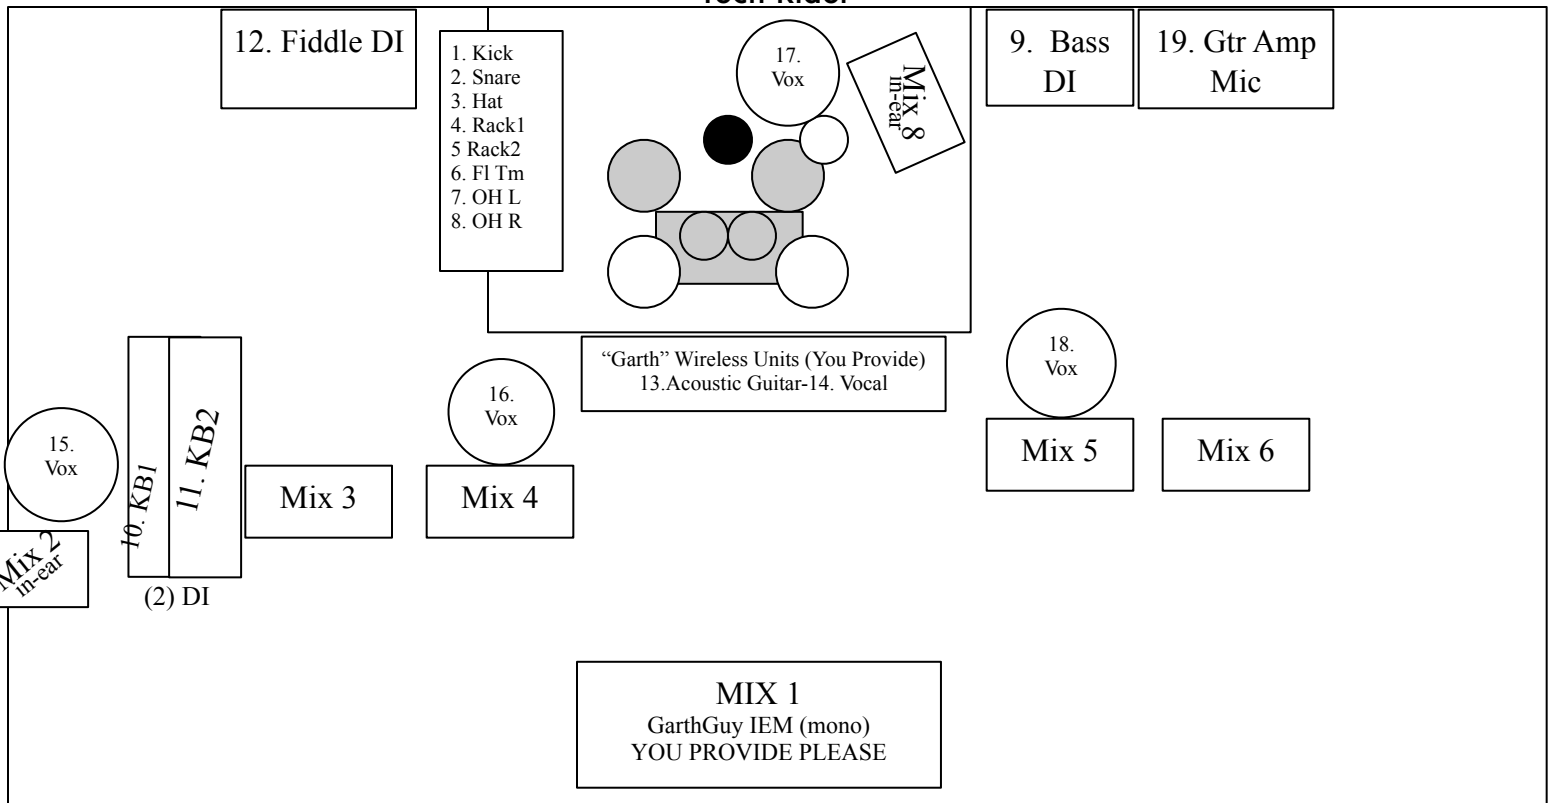 Tech Rider
12. Fiddle DI
1. Kick
2. Snare
3. Hat
4. Rack1
5 Rack2
6. Fl Tm
7. OH L
8. OH R
17.
Vox
Mix 8
in-ear
9. Bass
DI
19. Gtr Amp
Mic
“Garth” Wireless Units (You Provide)
13.Acoustic Guitar-14. Vocal
18.
Vox
16.
Vox
15.
Vox
10. KB1
11. KB2
Mix 3
Mix 4
Mix 5
Mix 6
Mix 2
in-ear
(2) DI
MIX 1
GarthGuy IEM (mono)
YOU PROVIDE PLEASE